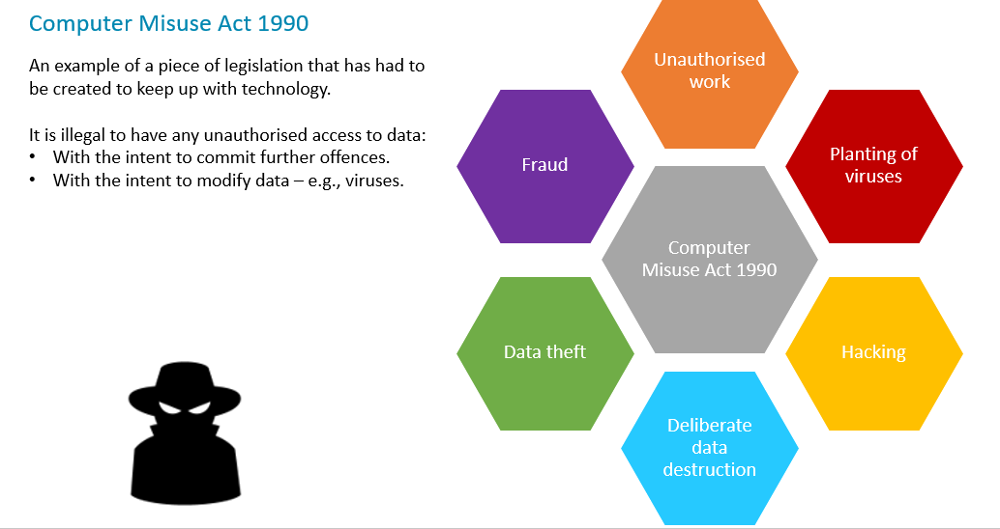 Computer Misuse Act 1990
An example of a piece of legislation that has had to
be created to keep up with technology.
It is illegal to have any unauthorised access to data:
• With the intent to commit further offences.
• With the intent to modify data – e.g., viruses.
Unauthorised
work
Fraud
Planting of
viruses
Computer
Misuse Act 1990
Data theft
Hacking
Deliberate
data
destruction